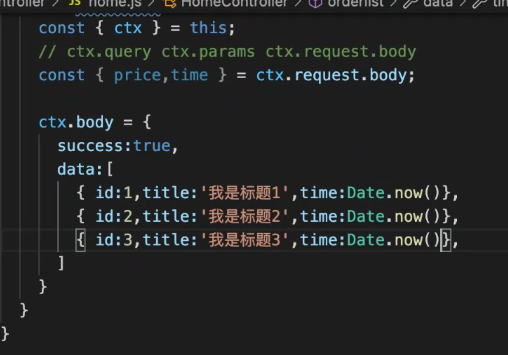 ontroller / JS home.js / HomeController / orderlist / data / tim
const { ctx } = this;
// ctx.query ctx.params ctx.request.body
const { price,time } = ctx.request.body;
ctx.body = {
success:true,
data:[
{ id:1,title:'我是标题1',time:Date.now()},
{ id:2,title:'我是标题2',time:Date.now()},
{ id:3,title:'我是标题3',time:Date.now()},
]
}
}
}